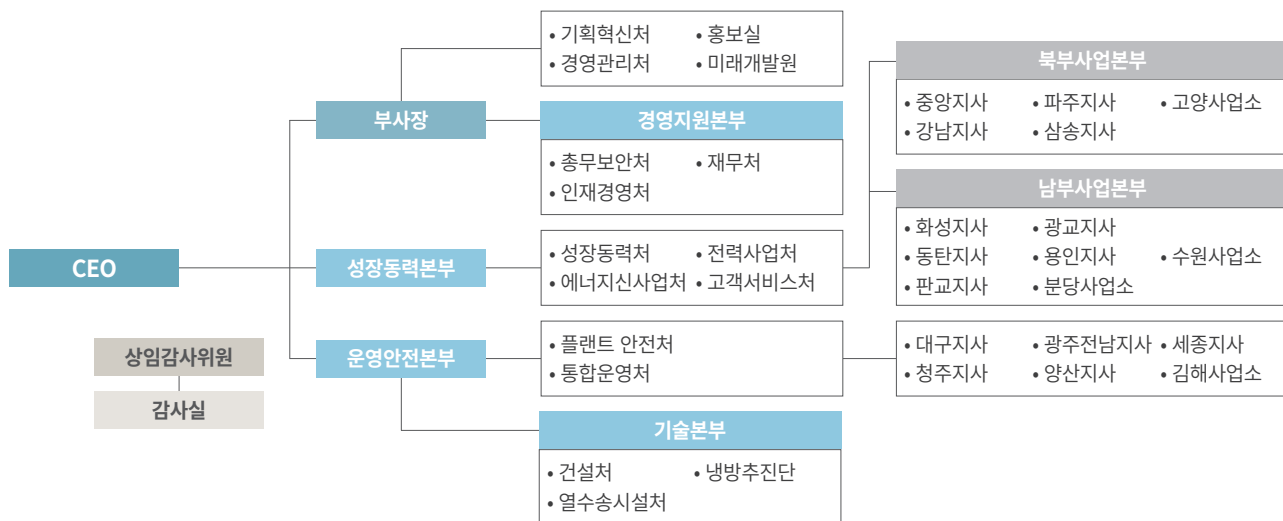 • 기획혁신처 • 홍보실
• 경영관리처 • 미래개발원
부사장
경영지원본부
• 총무보안처 • 재무처
• 인재경영처
북부사업본부
• 중앙지사 • 파주지사 • 고양사업소
• 강남지사 • 삼송지사
남부사업본부
• 화성지사 • 광교지사
• 동탄지사 • 용인지사 • 수원사업소
• 판교지사 • 분당사업소
CEO
성장동력본부
• 성장동력처 • 전력사업처
• 에너지신사업처 • 고객서비스처
상임감사위원
감사실
운영안전본부
• 플랜트 안전처
• 통합운영처
• 대구지사 • 광주전남지사 • 세종지사
• 청주지사 • 양산지사 • 김해사업소
기술본부
• 건설처 • 냉방추진단
• 열수송시설처